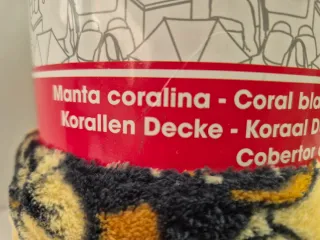 Manta coralina - Coral bla
Korallen Decke - Koraal D
Cobertor